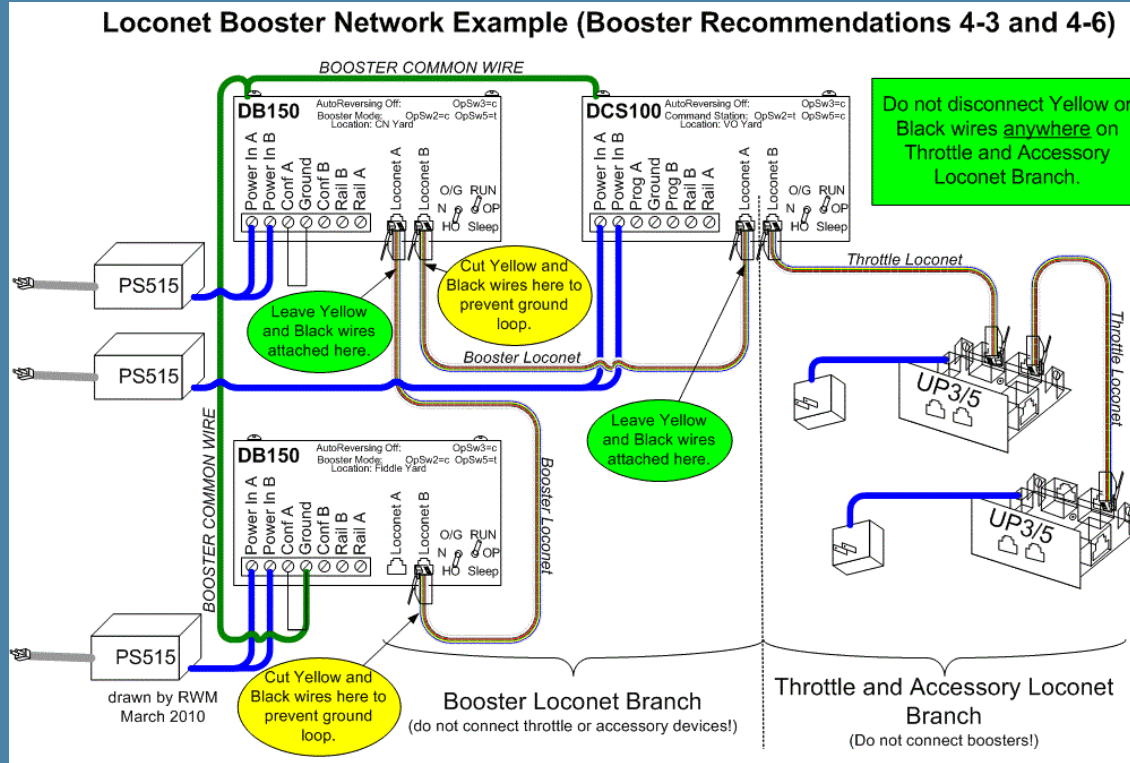 Loconet Booster Network Example (Booster Recommendations 4-3 and 4-6)
BOOSTER COMMON WIRE
DB150
AutoReversing Off: OpSw3=c
Booster Mode: OpSw2=c OpSw5=t
Location: CN Yard
Power In A
Power In B
Conf A
Ground
Conf B
Rail B
Rail A
Loconet A
Loconet B
O/G RUN
N OP
HO Sleep
DCS100
AutoReversing Off: OpSw3=c
Command Station: OpSw2=t OpSw5=c
Location: VO Yard
Power In A
Power In B
Prog A
Ground
Prog B
Rail B
Rail A
Loconet A
Loconet B
O/G RUN
N OP
HO Sleep
Do not disconnect Yellow or
Black wires anywhere on
Throttle and Accessory
Loconet Branch.
PS515
PS515
Leave Yellow
and Black wires
attached here.
Cut Yellow and
Black wires here to
prevent ground
loop.
Booster Loconet
Leave Yellow
and Black wires
attached here.
Throttle Loconet
Throttle Loconet
UP3/5
UP3/5
BOOSTER COMMON WIRE
DB150
AutoReversing Off: OpSw3=c
Booster Mode: OpSw2=c OpSw5=t
Location: Fiddle Yard
Power In A
Power In B
Conf A
Ground
Conf B
Rail B
Rail A
Loconet A
Loconet B
O/G RUN
N OP
HO Sleep
Booster Loconet
PS515
drawn by RWM
March 2010
Cut Yellow and
Black wires here to
prevent ground
loop.
Booster Loconet Branch
(do not connect throttle or accessory devices!)
Throttle and Accessory Loconet
Branch
(Do not connect boosters!)